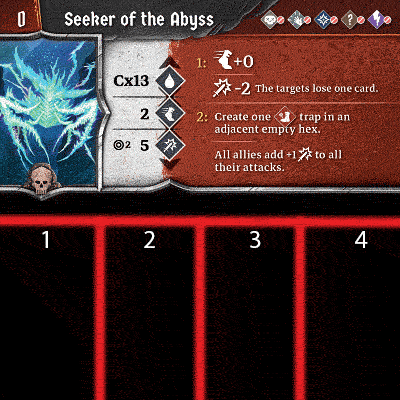 0 Seeker of the Abyss
Cx13
2
2 5
1: +0
-2 The targets lose one card.
2: Create one trap in an
adjacent empty hex.
All allies add +1 to all
their attacks.
1 2 3 4